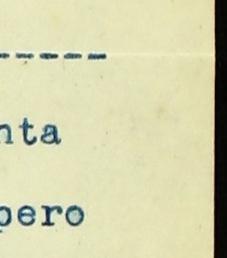 -----
nta
pero